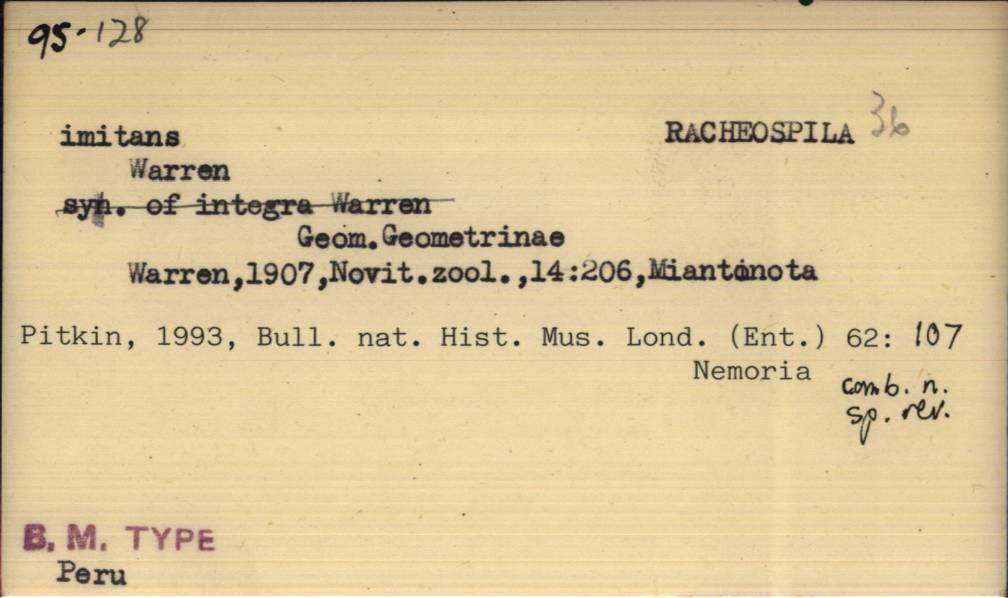 95-128
imitans RACHEOSPILA 36
Warren
syn. of integra Warren
Geom.Geometrinae
Warren,1907,Novit.zool.,14:206,Miantonota
Pitkin, 1993, Bull. nat. Hist. Mus. Lond. (Ent.) 62: 107
Nemoria comb. n.
sp. rev.
B. M. TYPE
Peru